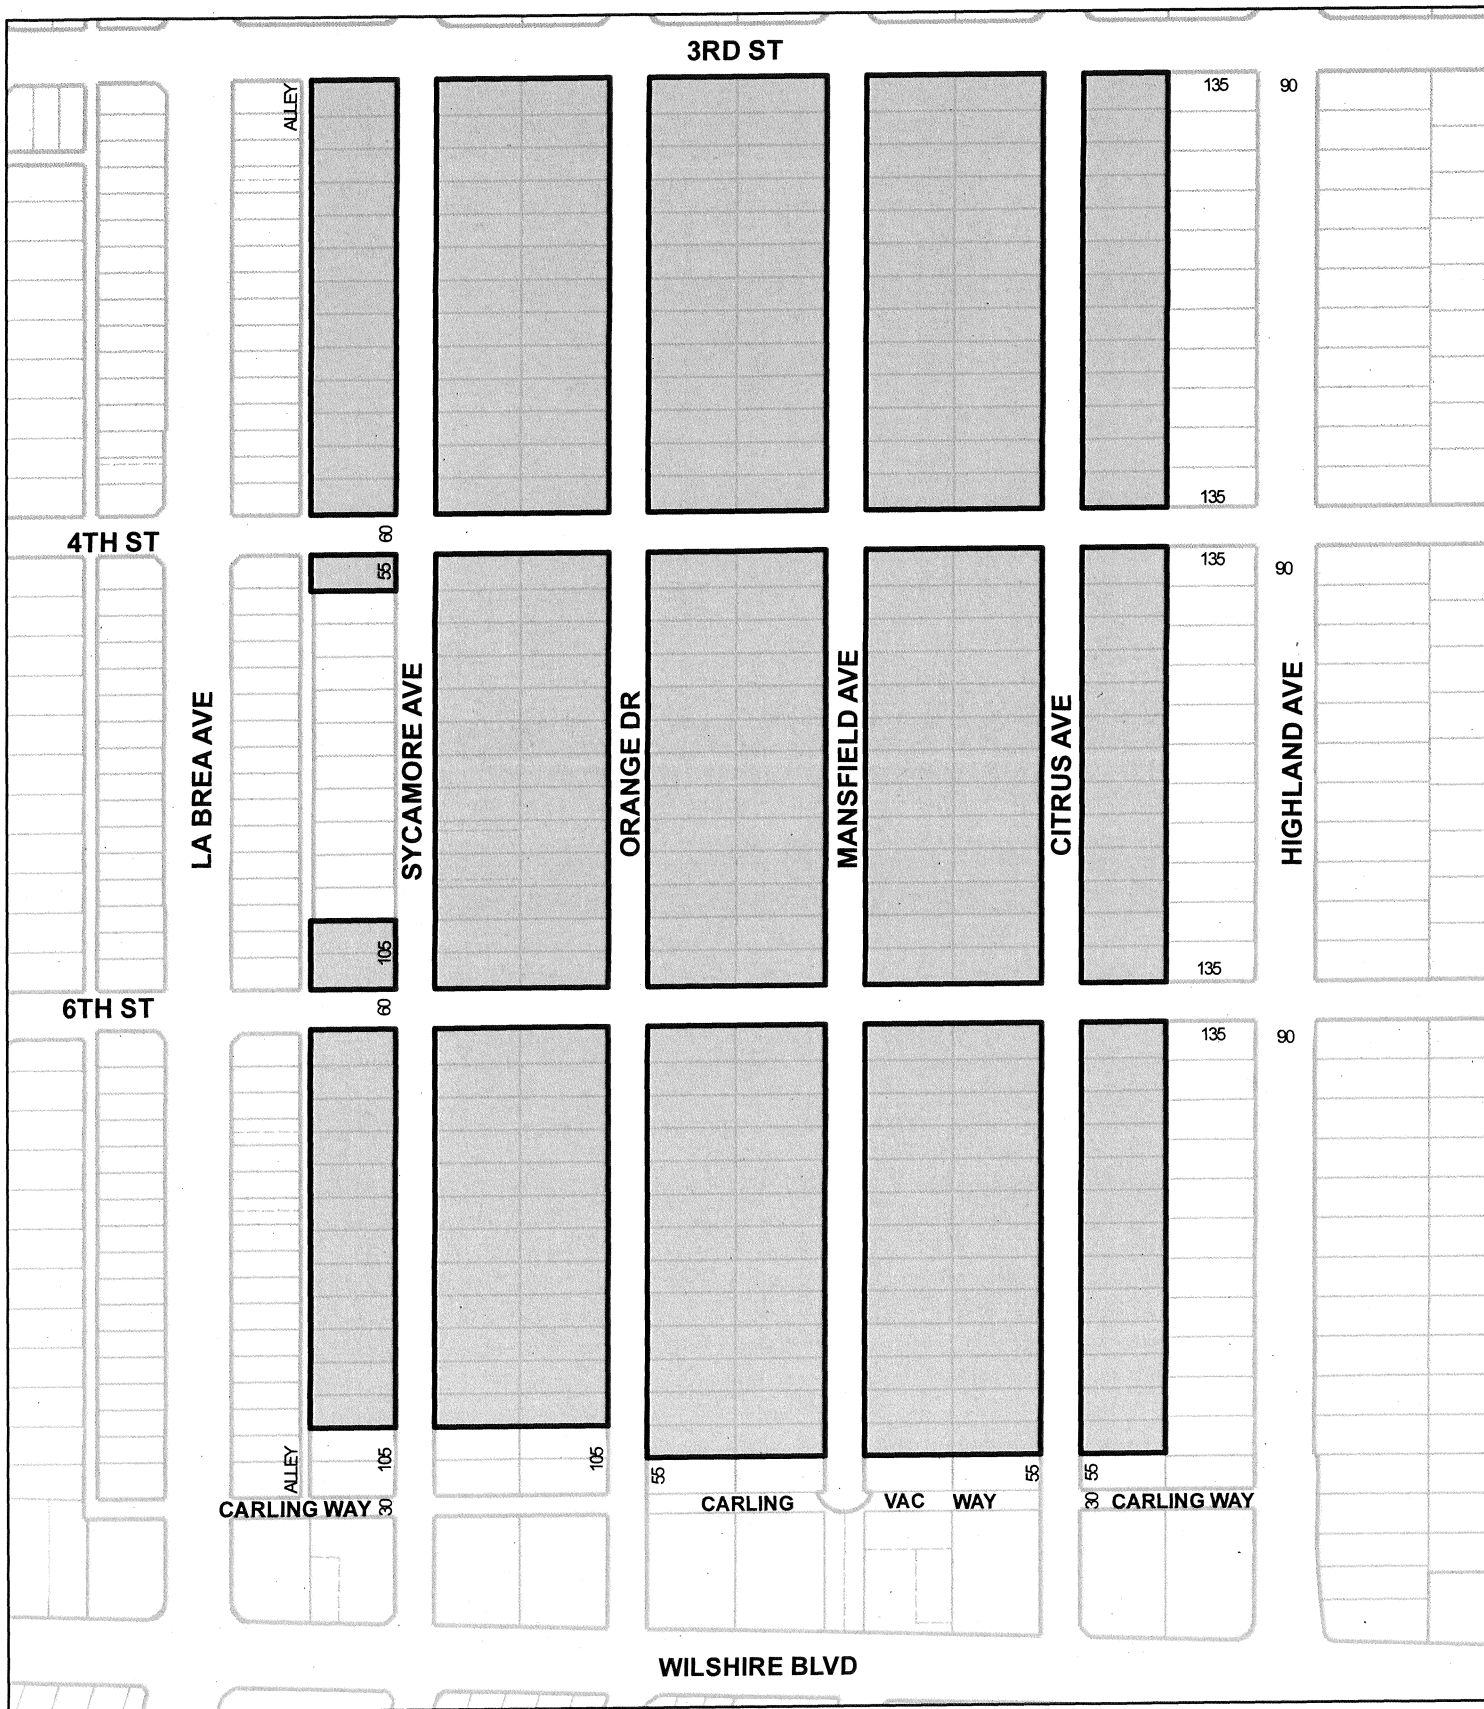 3RD ST
ALLEY
135
90
135
60
4TH ST
55
135
90
LA BREA AVE
SYCAMORE AVE
ORANGE DR
MANSFIELD AVE
CITRUS AVE
HIGHLAND AVE
105
135
60
6TH ST
135
90
ALLEY
105
105
55
55
55
CARLING WAY
30
CARLING
VAC
WAY
30
CARLING WAY
WILSHIRE BLVD